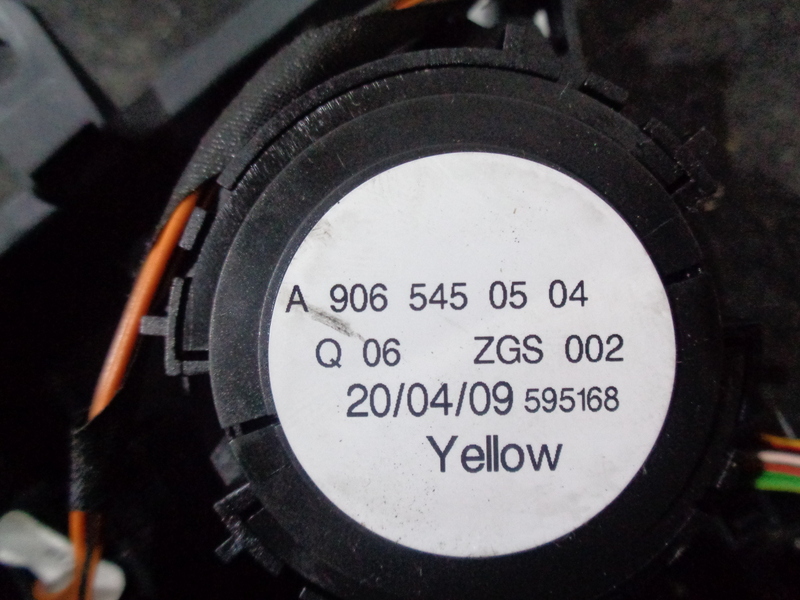 A 906 545 05 04
Q 06 ZGS 002
20/04/09 595168
Yellow